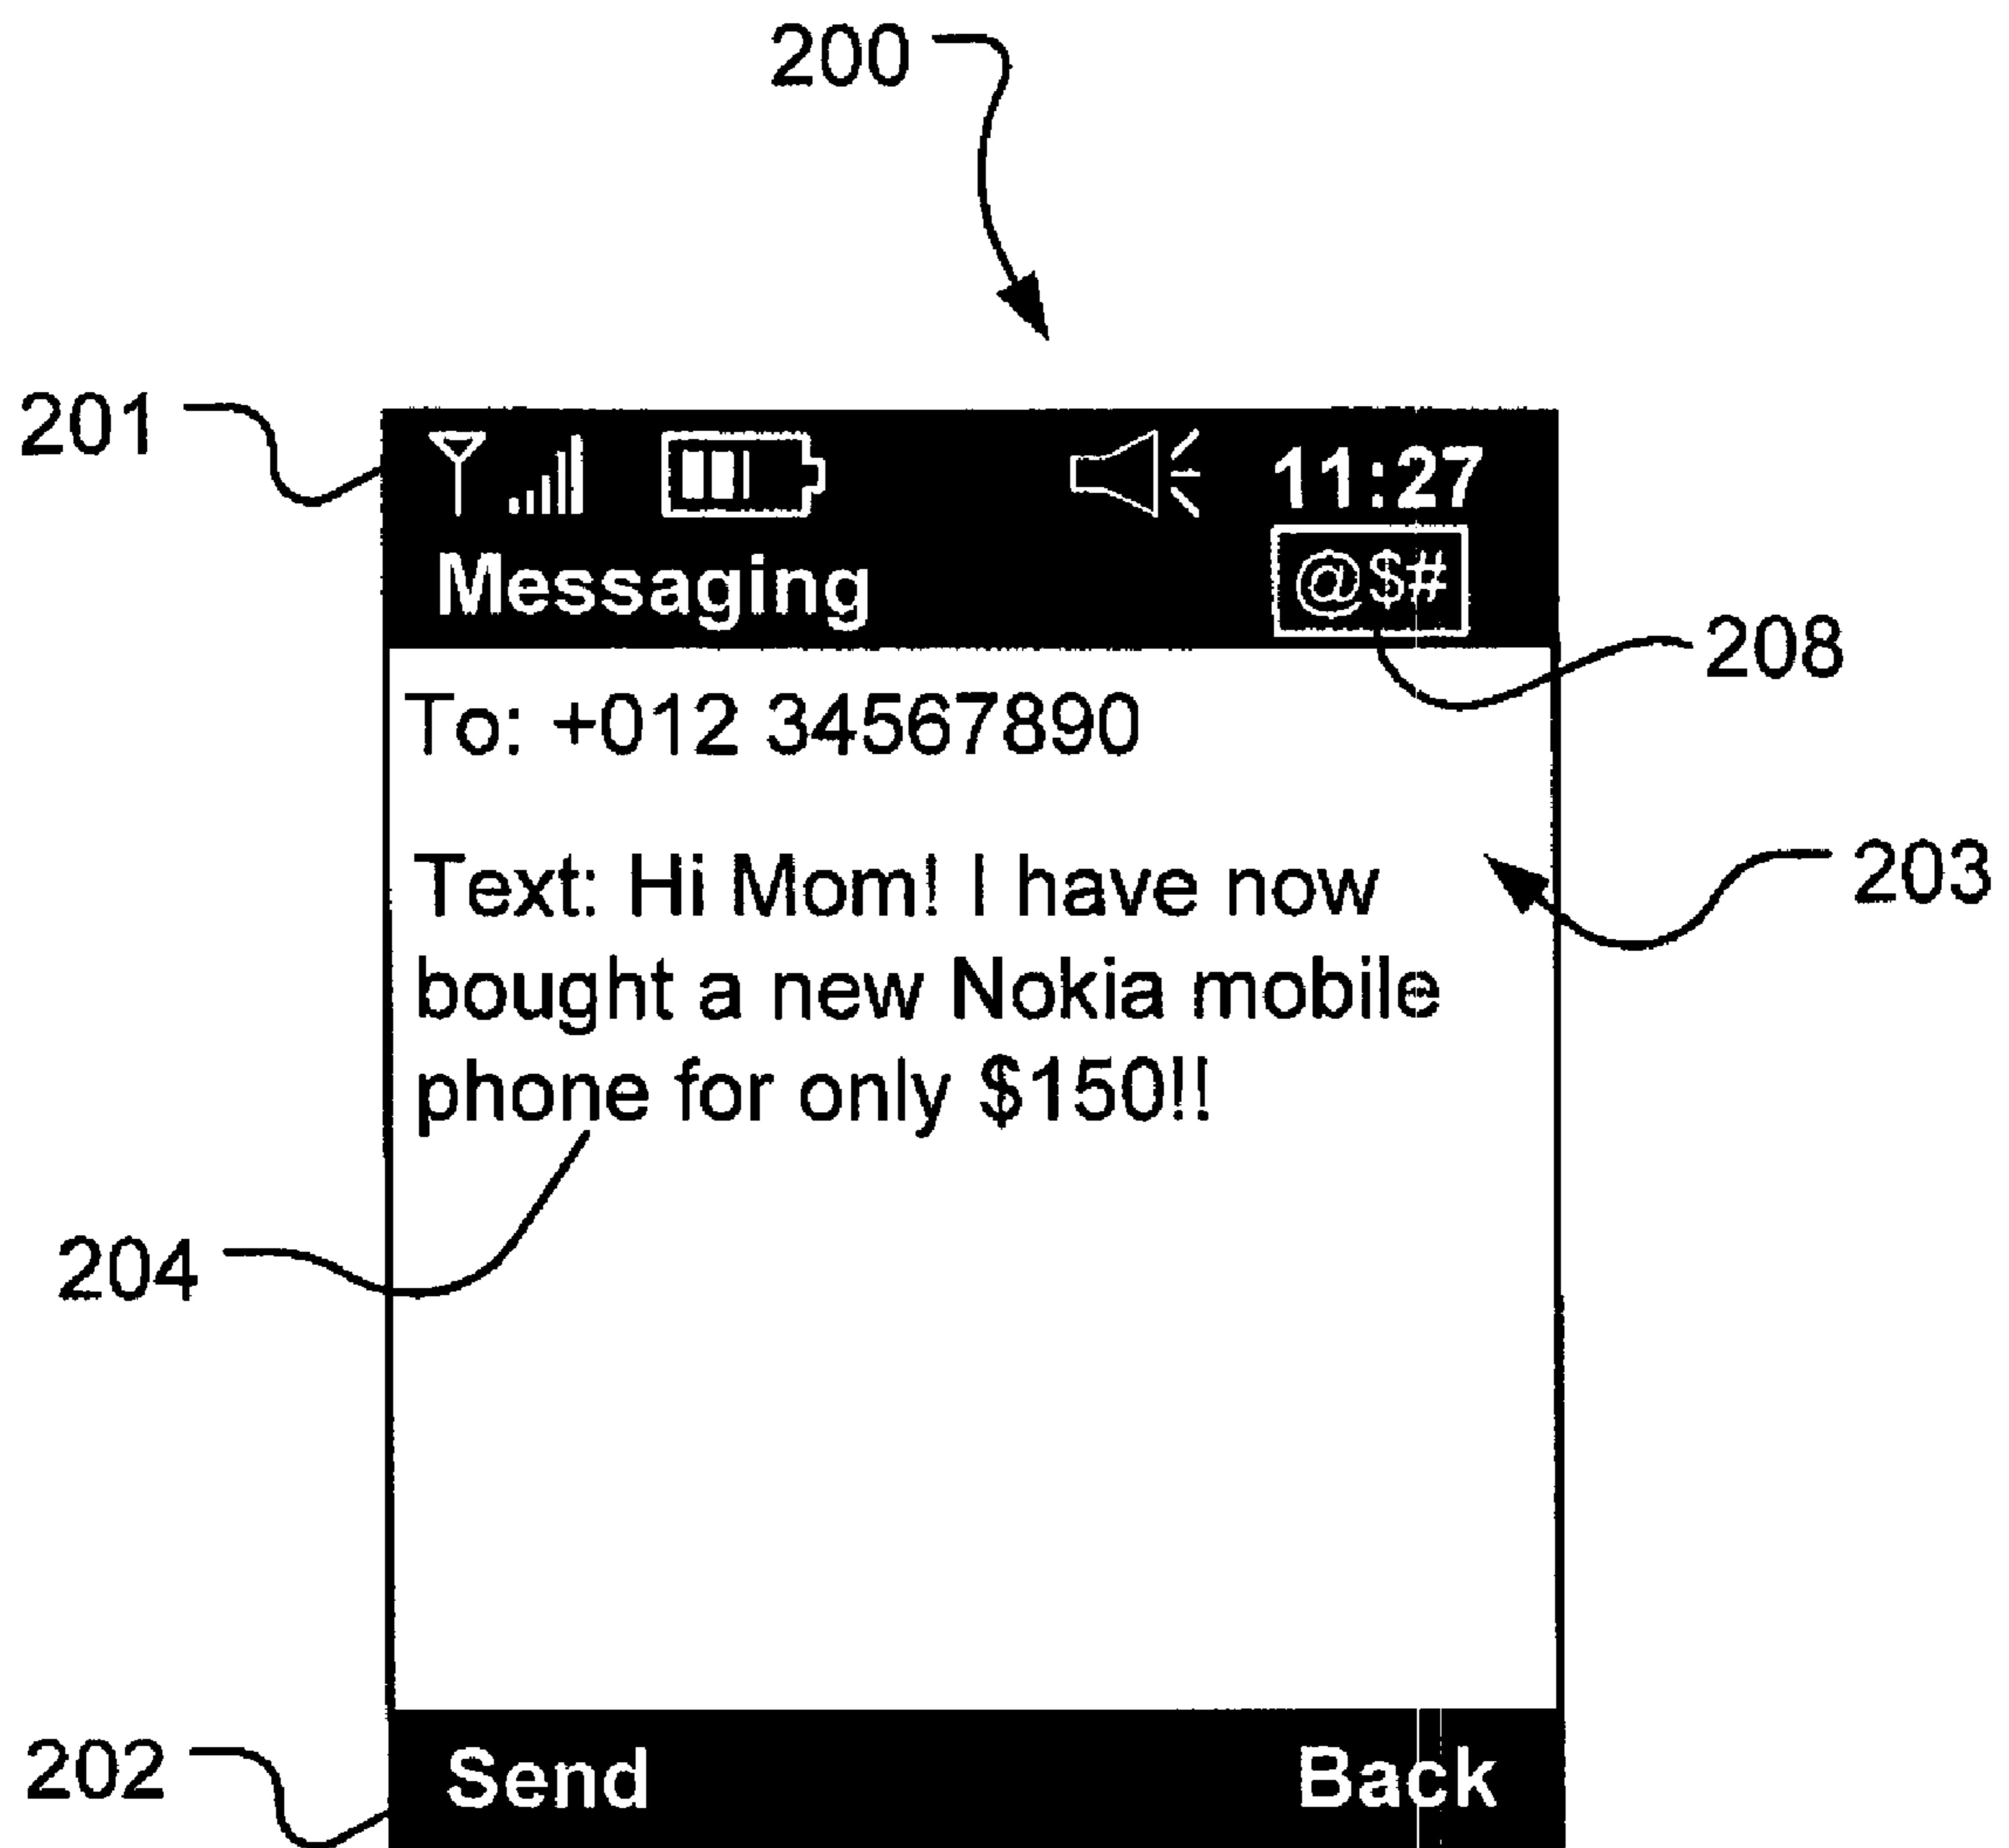 200
201
11:27
Messaging
@$#
208
To: +012 34567890
Text: Hi Mom! I have now
203
bought a new Nokia mobile
phone for only $150!!
204
202
Send
Back